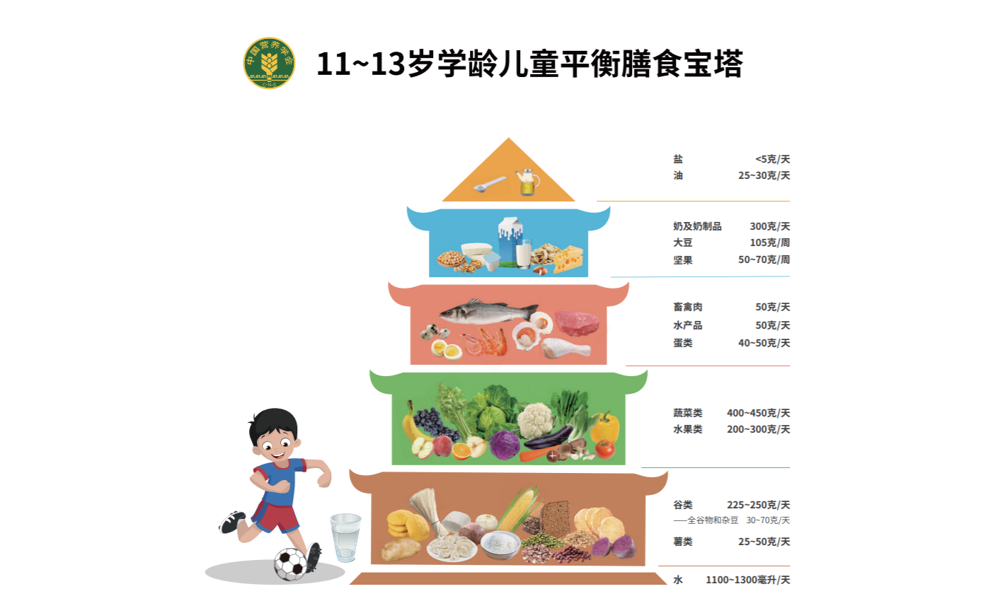 中国营养学会
C·N·S
11~13岁学龄儿童平衡膳食宝塔
盐 <5克/天
油 25~30克/天
奶及奶制品 300克/天
大豆 105克/周
坚果 50~70克/周
畜禽肉 50克/天
水产品 50克/天
蛋类 40~50克/天
蔬菜类 400~450克/天
水果类 200~300克/天
谷类 225~250克/天
——全谷物和杂豆 30~70克/天
薯类 25~50克/天
水 1100~1300毫升/天